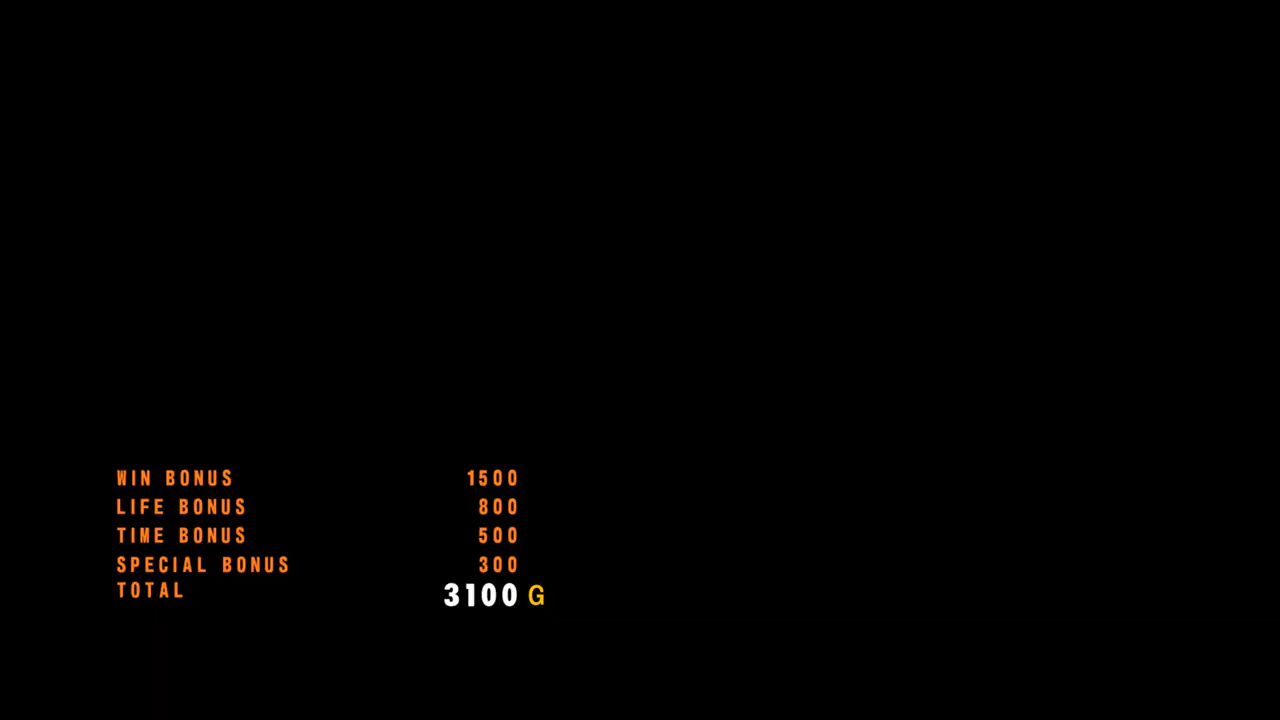 WIN BONUS 1500
LIFE BONUS 800
TIME BONUS 500
SPECIAL BONUS 300
TOTAL 3100 G